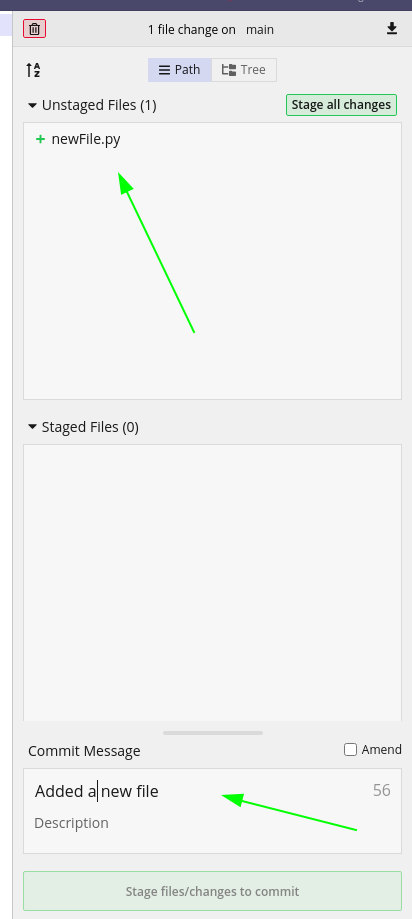 1 file change on main
A Z
Path Tree
Unstaged Files (1) Stage all changes
+ newFile.py
Staged Files (0)
Commit Message Amend
Added a new file 56
Description
Stage files/changes to commit